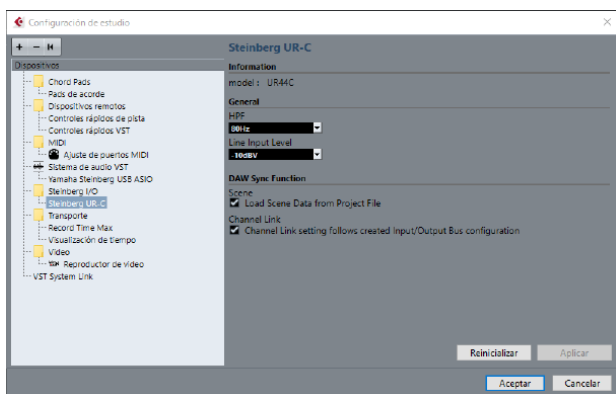 Configuración de estudio
Dispositivos
Chord Pads
Pads de acorde
Dispositivos remotos
Controles rápidos de pista
Controles rápidos VST
MIDI
Ajuste de puertos MIDI
Sistema de audio VST
Yamaha Steinberg USB ASIO
Steinberg I/O
Steinberg UR-C
Transporte
Record Time Max
Visualización de tiempo
Video
Reproductor de video
VST System Link
Steinberg UR-C
Information
model : UR44C
General
HPF
80Hz
Line Input Level
-10dBV
DAW Sync Function
Scene
Load Scene Data from Project File
Channel Link
Channel Link setting follows created Input/Output Bus configuration
Reinicializar
Aplicar
Aceptar
Cancelar